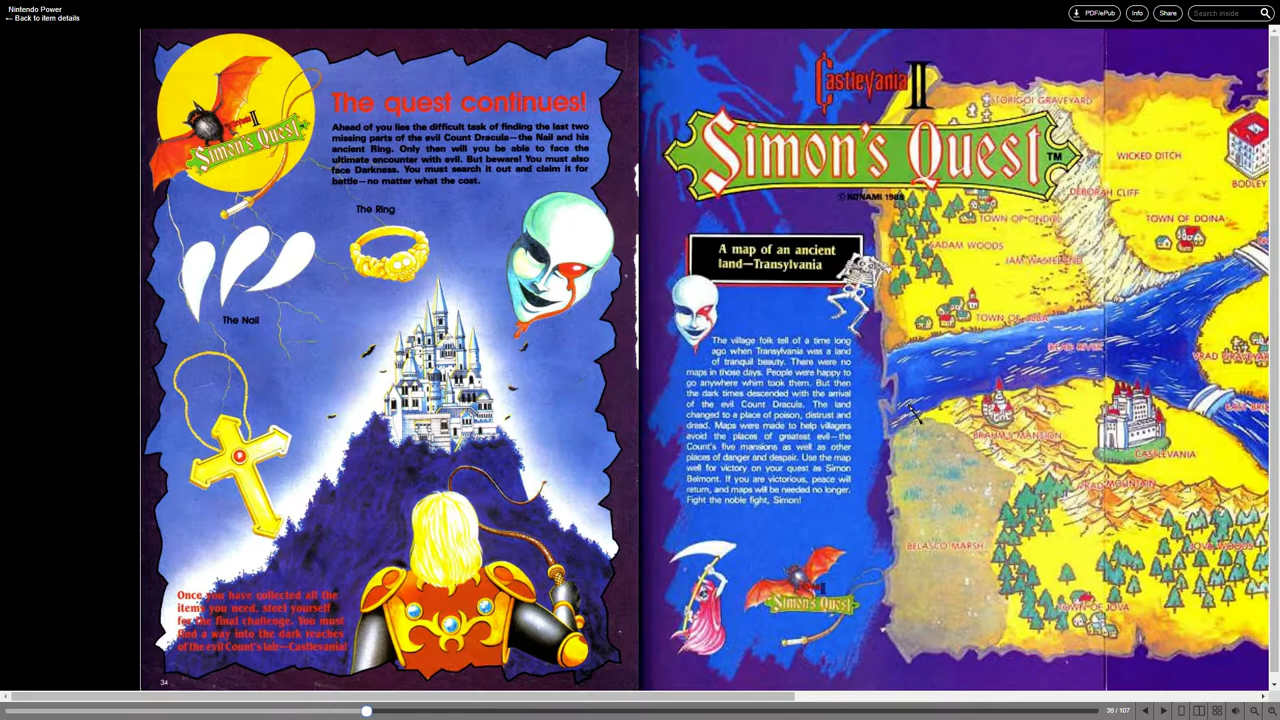 Nintendo Power
← Back to item details
PDF/ePub
Info
Share
Search inside
II
Simon's Quest
The quest continues!
Ahead of you lies the difficult task of finding the last two
missing parts of the evil Count Dracula—the Nail and his
ancient Ring. Only then will you be able to face the
ultimate encounter with evil. But beware! You must also
face Darkness. You must search it out and claim it for
battle—no matter what the cost.
The Ring
The Nail
Once you have collected all the
items you need, steel yourself
for the final challenge. You must
find a way into the dark reaches
of the evil Count's lair—Castlevania!
34
Castlevania II
Simon's Quest TM
© KONAMI 1988
A map of an ancient
land—Transylvania
The village folk tell of a time long
ago when Transylvania was a land
of tranquil beauty. There were no
maps in those days. People were happy to
go anywhere whim took them. But then
the dark times descended with the arrival
of the evil Count Dracula. The land
changed to a place of poison, distrust and
dread. Maps were made to help villagers
avoid the places of greatest evil—the
Count's five mansions as well as other
places of danger and despair. Use the map
well for victory on your quest as Simon
Belmont. If you are victorious, peace will
return, and maps will be needed no longer.
Fight the noble fight, Simon!
Simon's Quest
STORIGOI GRAVEYARD
WICKED DITCH
BODLEY
DEBORAH CLIFF
TOWN OF ONDOL
TOWN OF DOINA
SADAM WOODS
JAM WASTELAND
TOWN OF ALBA
DEAD RIVER
VRAD GRAVEYARD
EAST BRI
BRAHM'S MANSION
CASTLEVANIA
VRAD MOUNTAIN
BELASCO MARSH
JOVA WOODS
TOWN OF JOVA
36 / 107